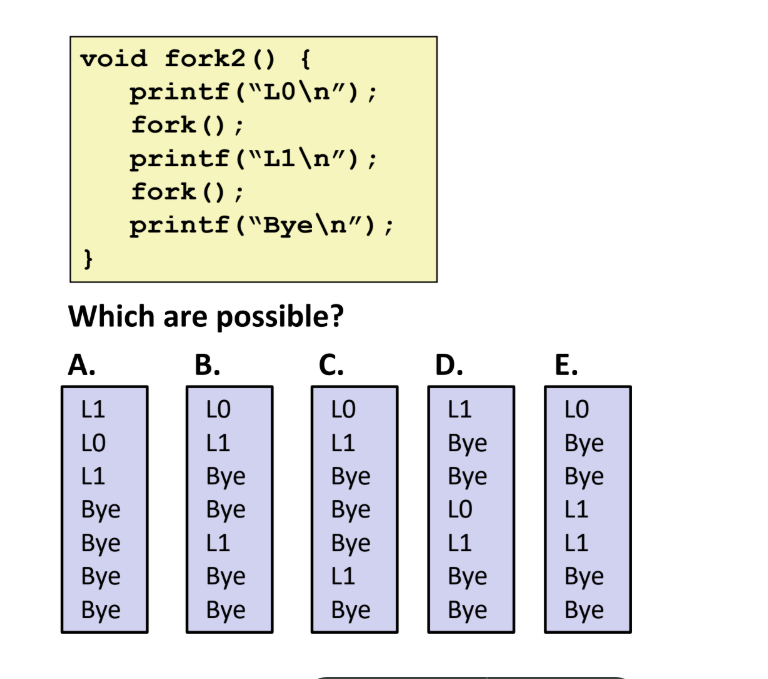 void fork2() {
printf(“L0\n”);
fork();
printf(“L1\n”);
fork();
printf(“Bye\n”);
}
Which are possible?
A. B. C. D. E.
L1 L0 L0 L1 L0
L0 L1 L1 Bye Bye
L1 Bye Bye Bye Bye
Bye Bye Bye L0 L1
Bye L1 Bye L1 L1
Bye Bye L1 Bye Bye
Bye Bye Bye Bye Bye